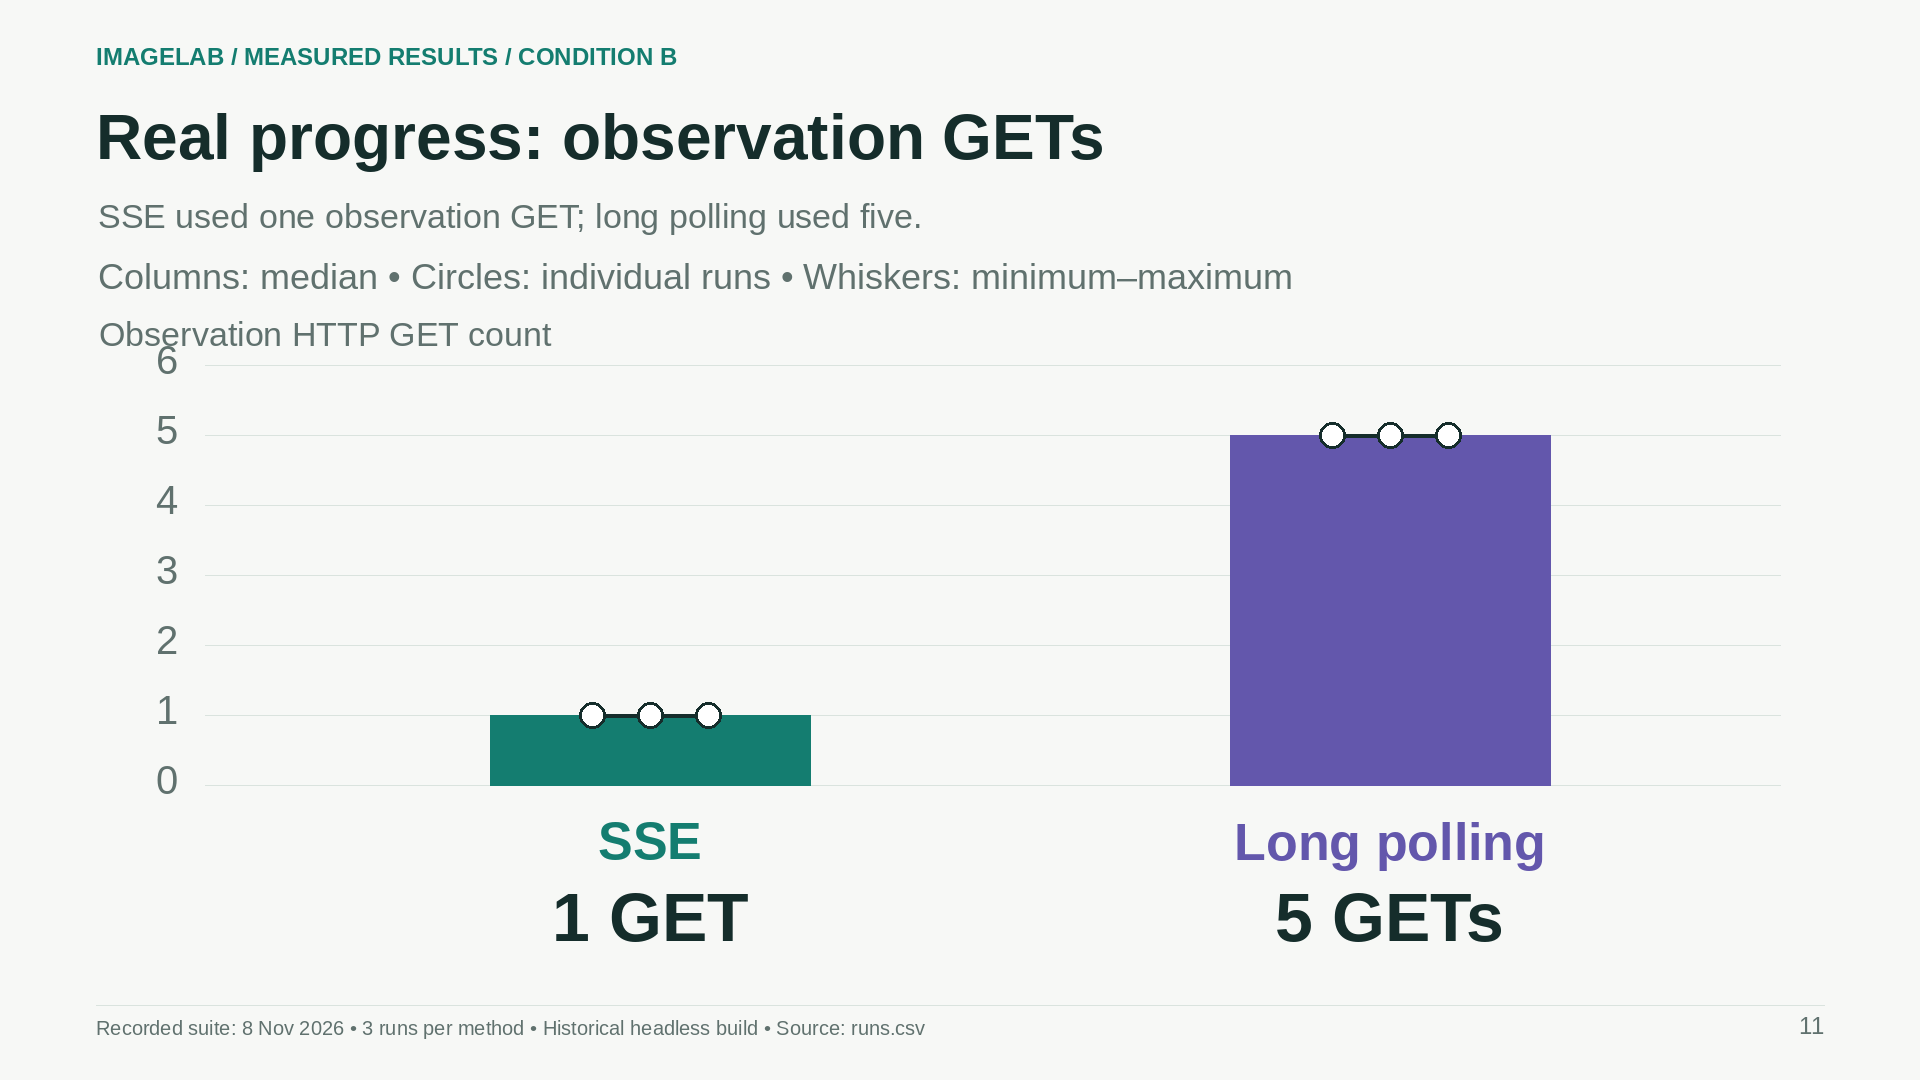 IMAGELAB / MEASURED RESULTS / CONDITION B
Real progress: observation GETs
SSE used one observation GET; long polling used five.
Columns: median • Circles: individual runs • Whiskers: minimum–maximum
Observation HTTP GET count
6
5
4
3
2
1
0
SSE
Long polling
1 GET
5 GETs
Recorded suite: 8 Nov 2026 • 3 runs per method • Historical headless build • Source: runs.csv
11